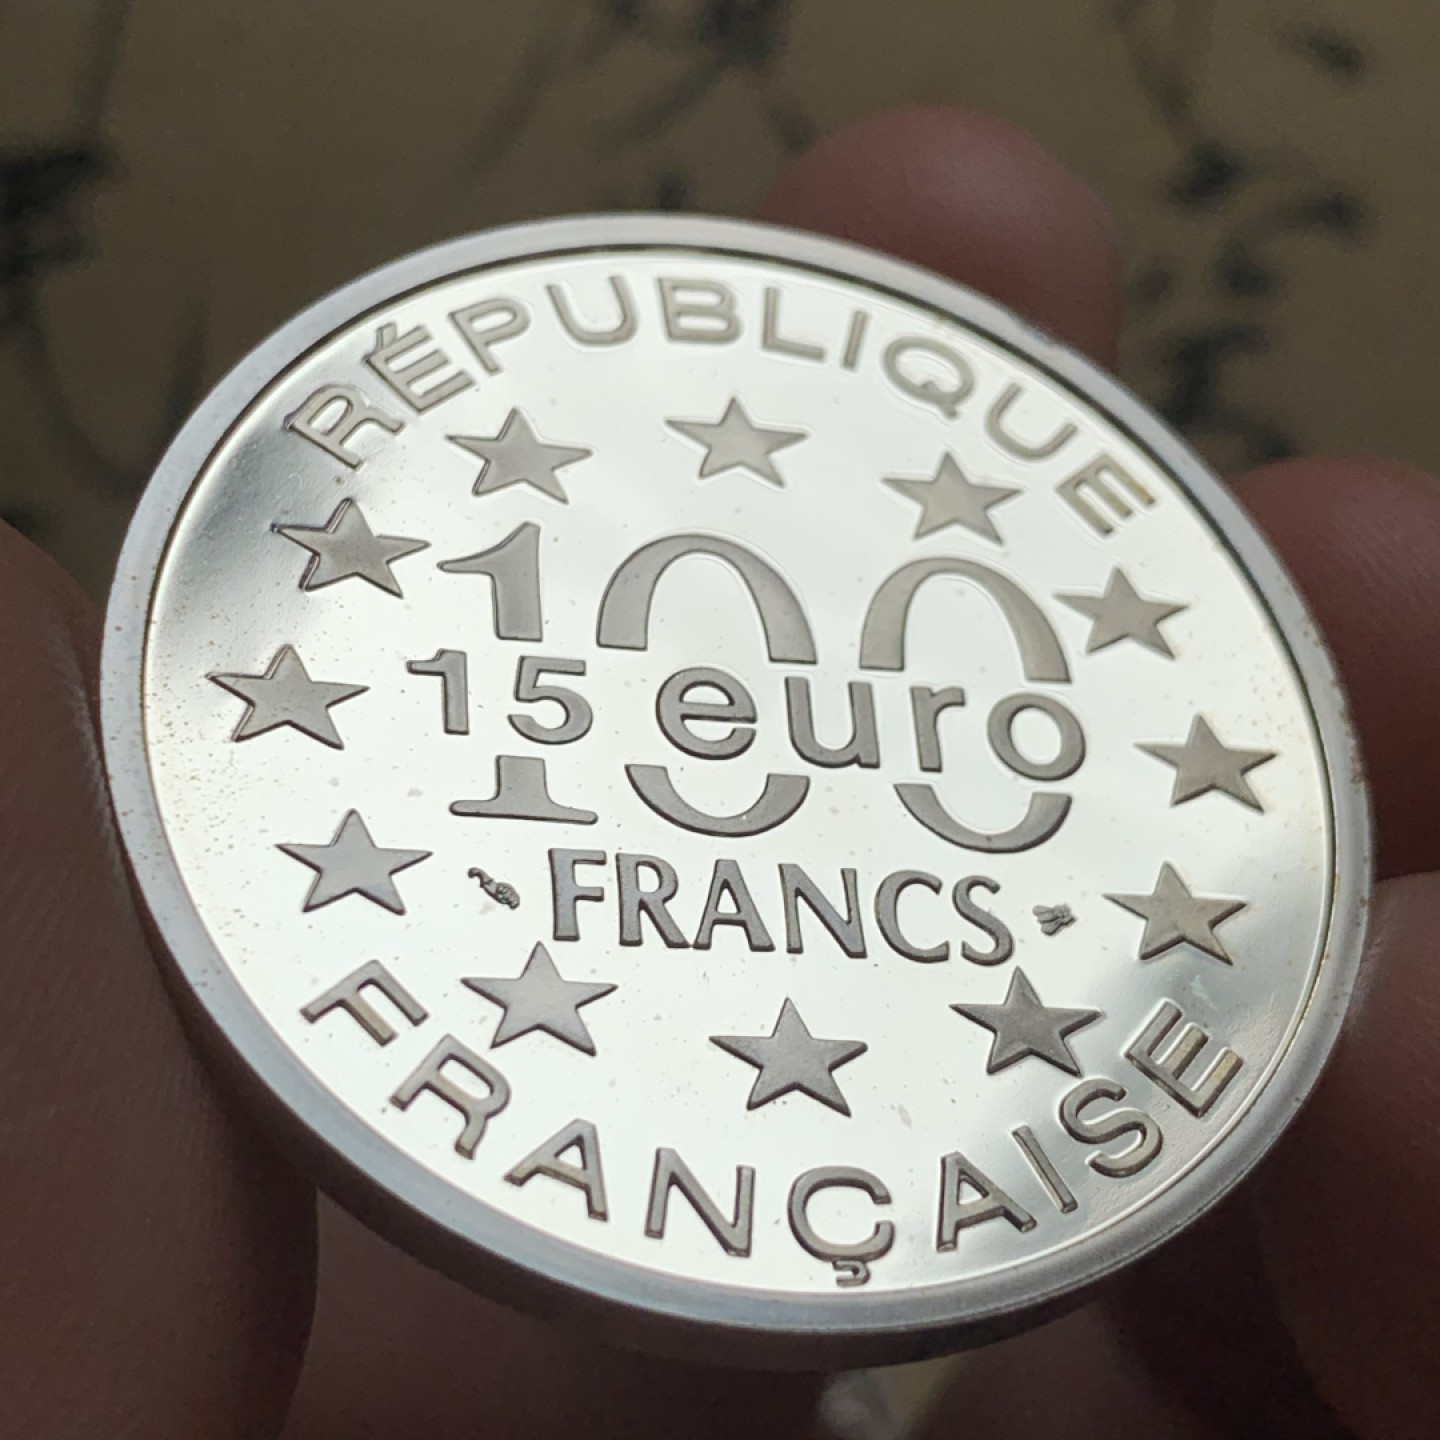 RÉPUBLIQUE
100
15 euro
FRANCS
FRANÇAISE